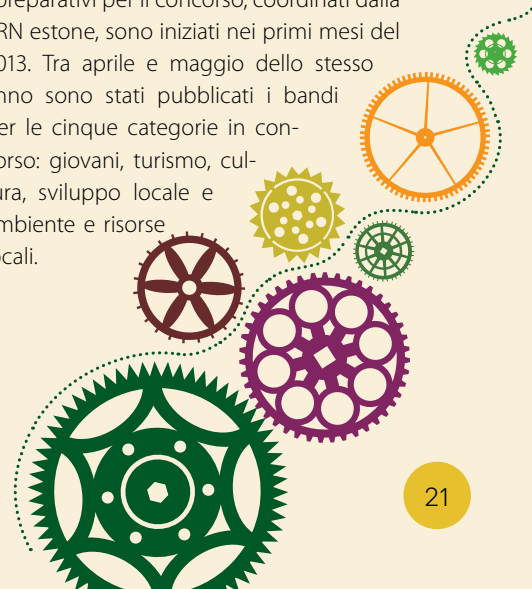 preparativi per il concorso, coordinati dalla
RN estone, sono iniziati nei primi mesi del
013. Tra aprile e maggio dello stesso
nno sono stati pubblicati i bandi
er le cinque categorie in con-
orso: giovani, turismo, cul-
ura, sviluppo locale e
mbiente e risorse
ocali.
21